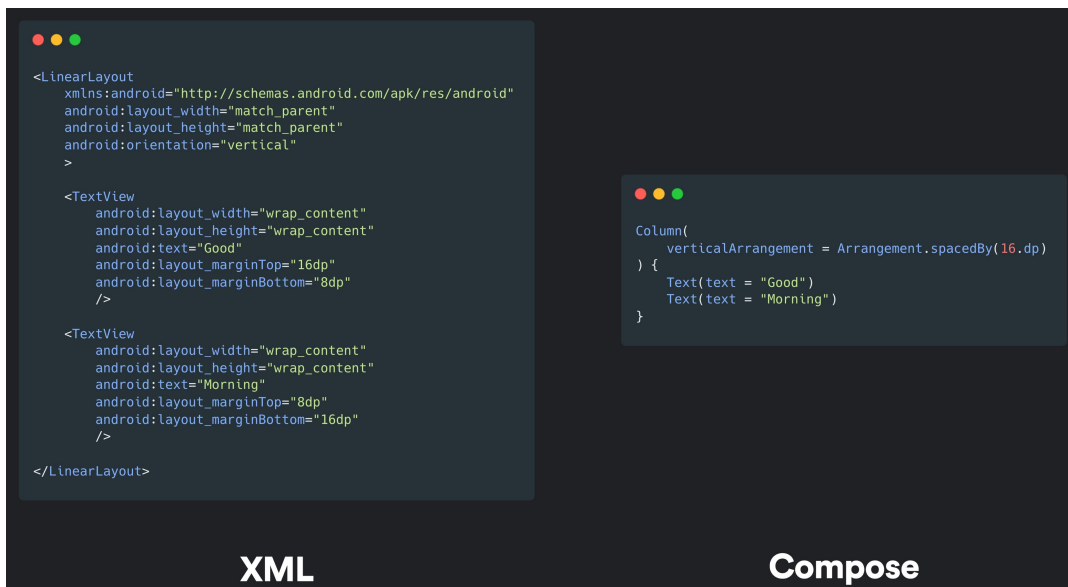 <LinearLayout
    xmlns:android="http://schemas.android.com/apk/res/android"
    android:layout_width="match_parent"
    android:layout_height="match_parent"
    android:orientation="vertical"
    >
    <TextView
        android:layout_width="wrap_content"
        android:layout_height="wrap_content"
        android:text="Good"
        android:layout_marginTop="16dp"
        android:layout_marginBottom="8dp"
        />
    <TextView
        android:layout_width="wrap_content"
        android:layout_height="wrap_content"
        android:text="Morning"
        android:layout_marginTop="8dp"
        android:layout_marginBottom="16dp"
        />
</LinearLayout>
XML
Column(
    verticalArrangement = Arrangement.spacedBy(16.dp)
) {
    Text(text = "Good")
    Text(text = "Morning")
}
Compose